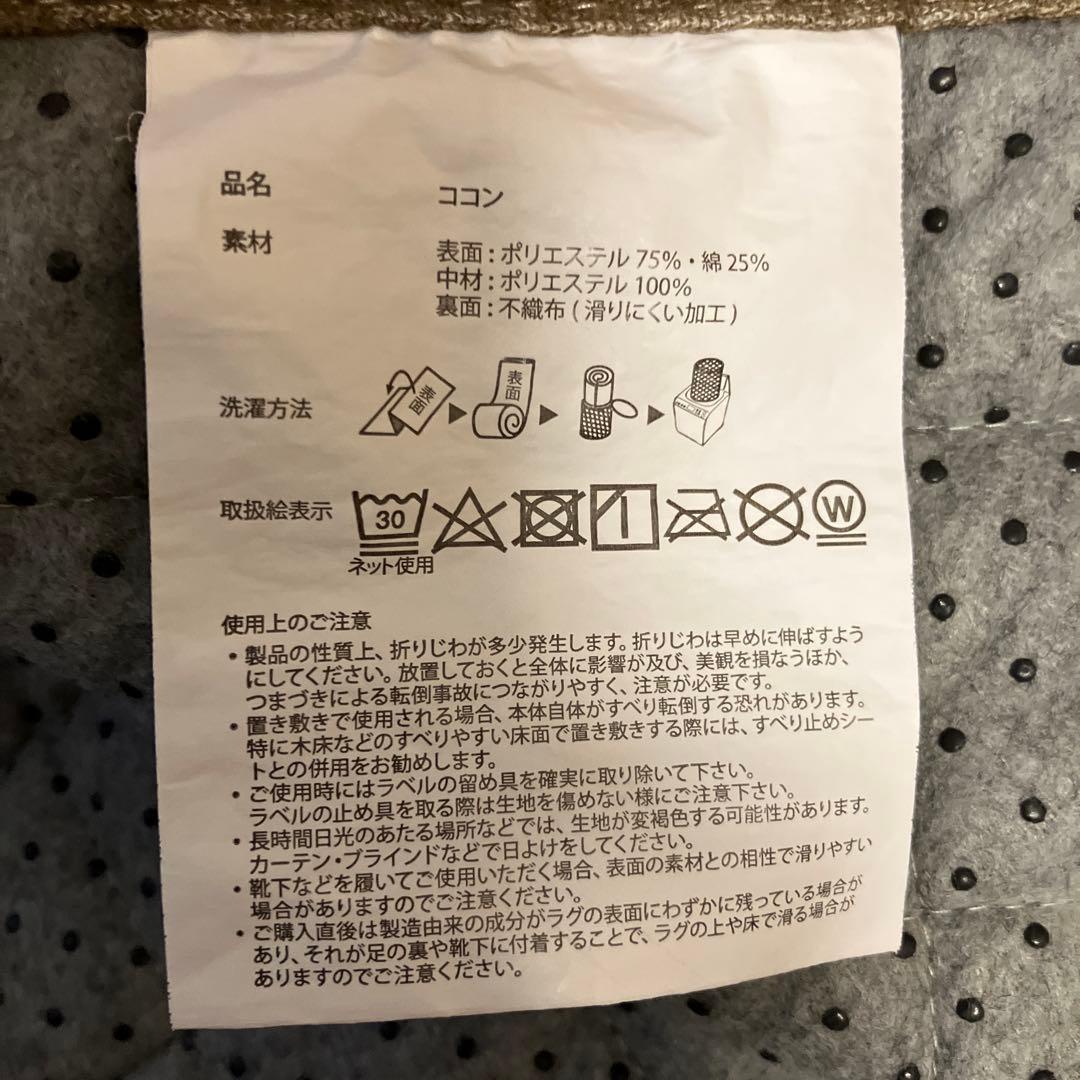 品名 ココン
素材 表面:ポリエステル 75%・綿 25%
中材:ポリエステル 100%
裏面:不織布 ( 滑りにくい加工 )
洗濯方法 表面 表面
取扱絵表示 30 W
ネット使用
使用上のご注意
・製品の性質上、折りじわが多少発生します。折りじわは早めに伸ばすよう
にしてください。放置しておくと全体に影響が及び、美観を損なうほか、
つまづきによる転倒事故につながりやすく、注意が必要です。
・置き敷きで使用される場合、本体自体がすべり転倒する恐れがあります。
特に木床などのすべりやすい床面で置き敷きする際には、すべり止めシー
トとの併用をお勧めします。
・ご使用時にはラベルの留め具を確実に取り除いて下さい。
ラベルの止め具を取る際は生地を傷めない様にご注意下さい。
・長時間日光のあたる場所などでは、生地が変褐色する可能性があります。
カーテン・ブラインドなどで日よけをしてください。
・靴下などを履いてご使用いただく場合、表面の素材との相性で滑りやすい
場合がありますのでご注意ください。
・ご購入直後は製造由来の成分がラグの表面にわずかに残っている場合が
あり、それが足の裏や靴下に付着することで、ラグの上や床で滑る場合が
ありますのでご注意ください。